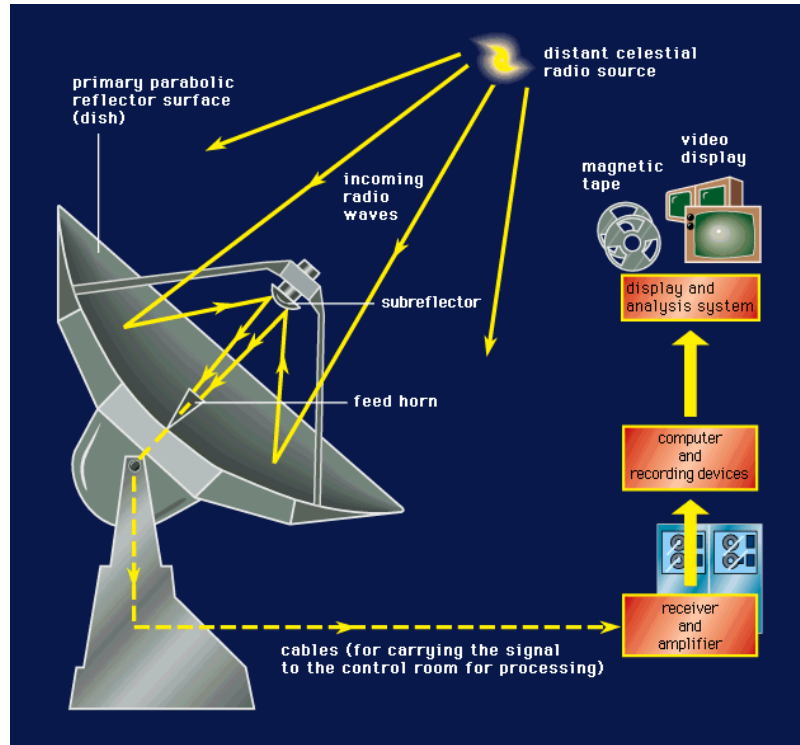 distant celestial
radio source
primary parabolic
reflector surface
(dish)
video
display
magnetic
tape
incoming
radio
waves
subreflector
display and
analysis system
feed horn
computer
and
recording devices
receiver
and
amplifier
cables (for carrying the signal
to the control room for processing)